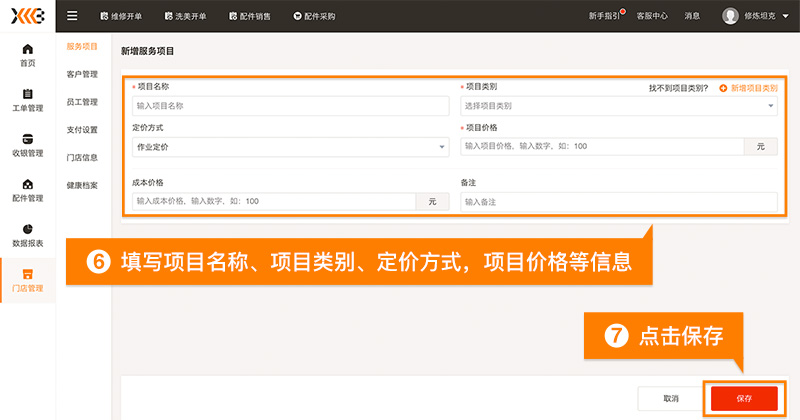 维修开单 洗美开单 配件销售 配件采购 新手指引 客服中心 消息 修炼坦克
首页
工单管理
收银管理
配件管理
数据报表
门店管理
服务项目
客户管理
员工管理
支付设置
门店信息
健康档案
新增服务项目
* 项目名称
输入项目名称
* 项目类别 找不到项目类别? 新增项目类别
选择项目类别
定价方式
作业定价
* 项目价格
输入项目价格，输入数字，如：100 元
成本价格
输入成本价格，输入数字，如：100 元
备注
输入备注
6 填写项目名称、项目类别、定价方式，项目价格等信息
7 点击保存
取消 保存